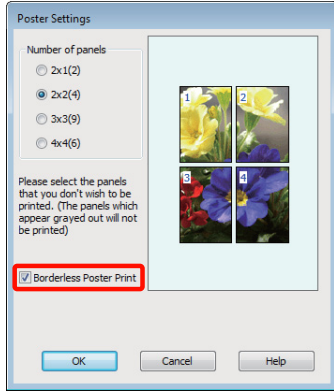 Poster Settings
Number of panels
2x1(2)
2x2(4)
3x3(9)
4x4(6)
Please select the panels
that you don't wish to be
printed. (The panels which
appear grayed out will not
be printed)
Borderless Poster Print
1
2
3
4
OK
Cancel
Help